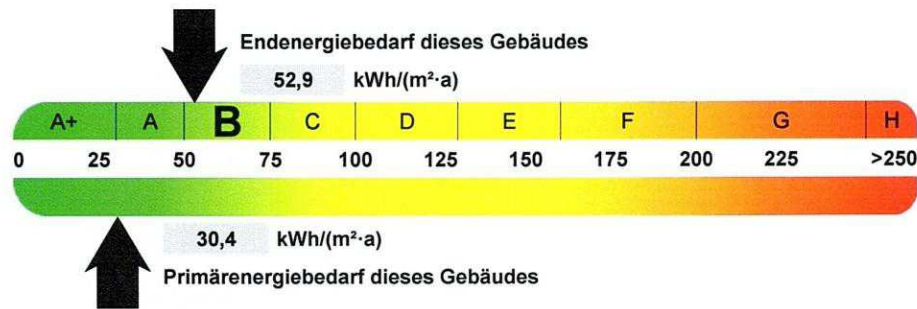 Endenergiebedarf dieses Gebäudes
52,9 kWh/(m²·a)
A+ A B C D E F G H
0 25 50 75 100 125 150 175 200 225 >250
30,4 kWh/(m²·a)
Primärenergiebedarf dieses Gebäudes